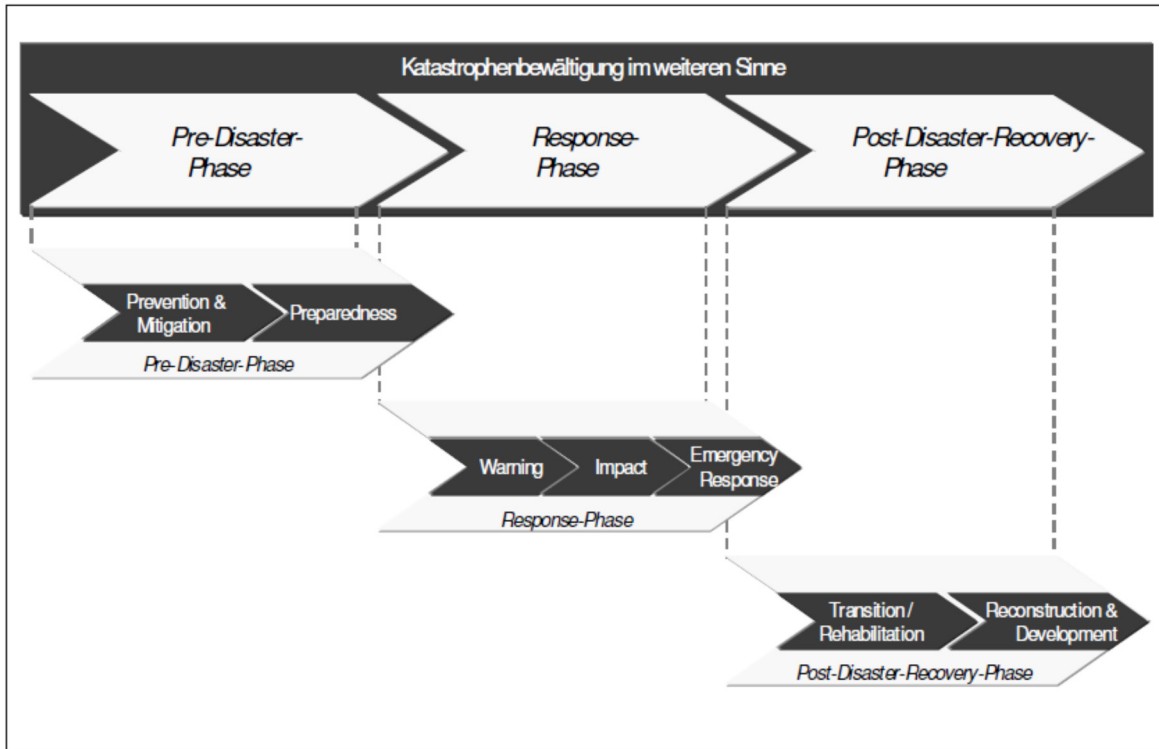 Katastrophenbewältigung im weiteren Sinne
Pre-Disaster-
Phase
Response-
Phase
Post-Disaster-Recovery-
Phase
Prevention &
Mitigation
Preparedness
Pre-Disaster-Phase
Warning
Impact
Emergency
Response
Response-Phase
Transition /
Rehabilitation
Reconstruction &
Development
Post-Disaster-Recovery-Phase